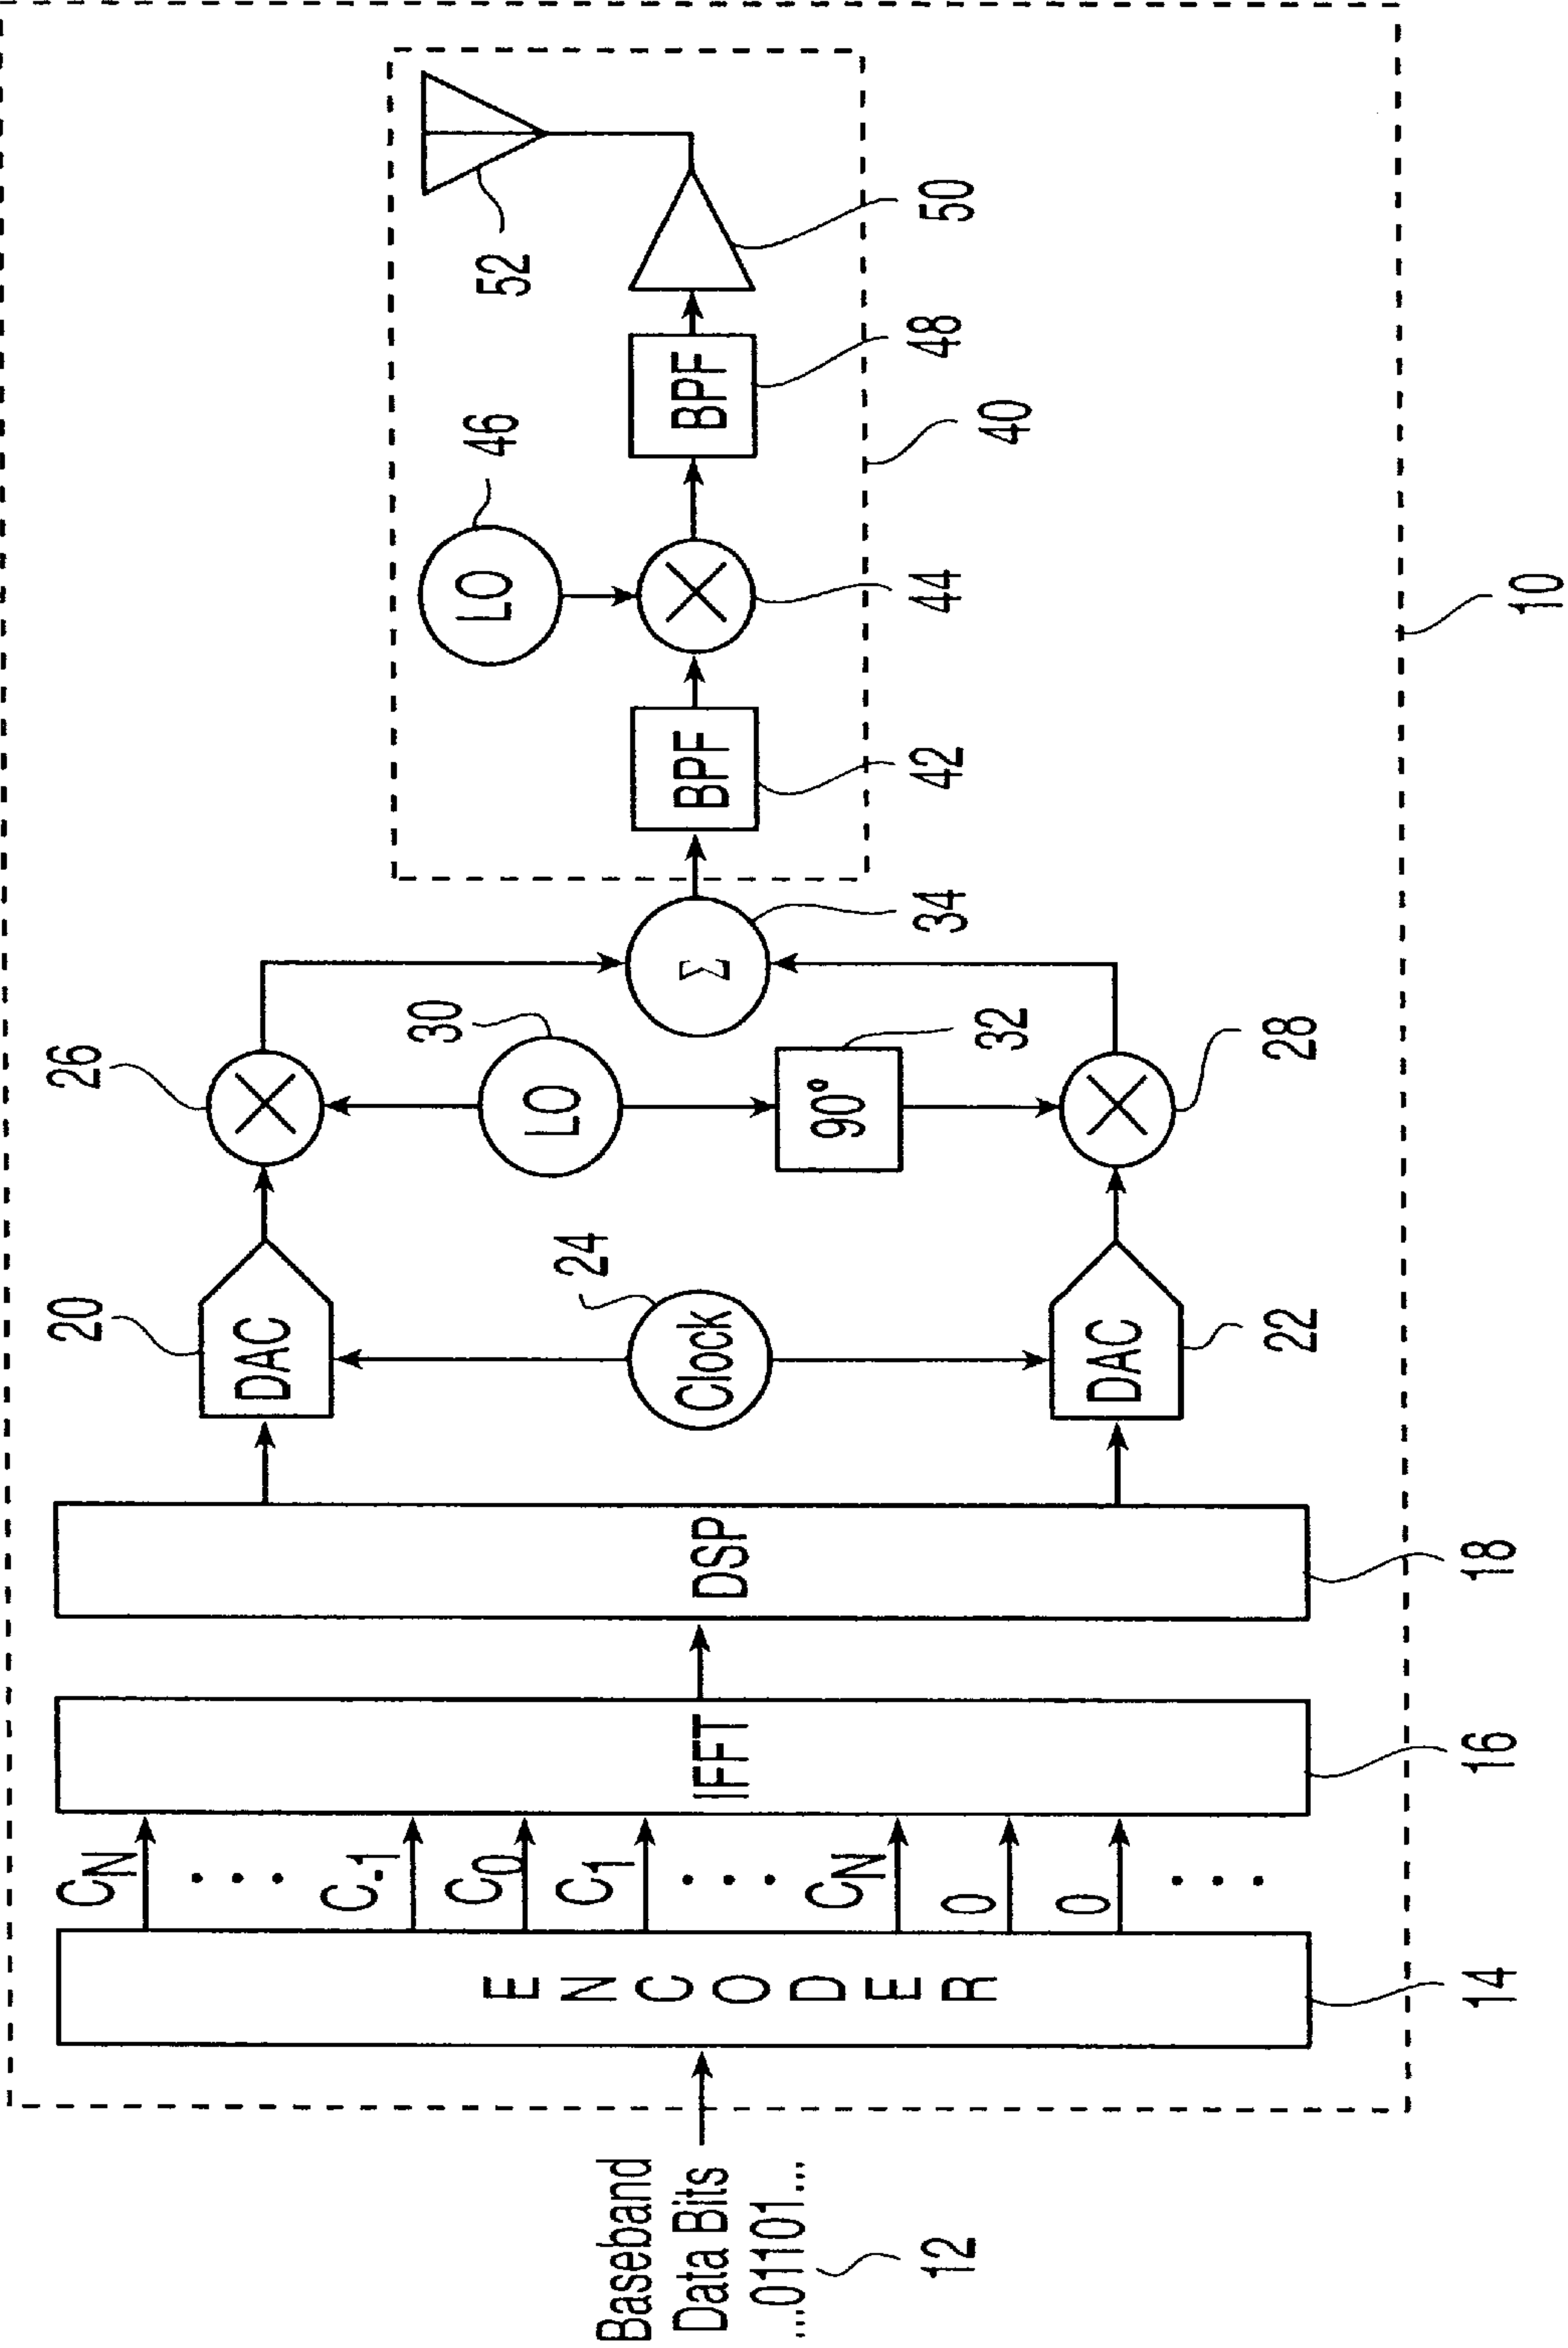 Baseband
Data Bits
...01101...
12
ENCODER
14
CN
C-1
C0
C1
CN
0
0
IFFT
16
DSP
18
DAC
20
Clock
24
DAC
22
26
LO
30
90°
32
28
Σ
34
BPF
42
LO
46
44
BPF
48
50
52
40
10